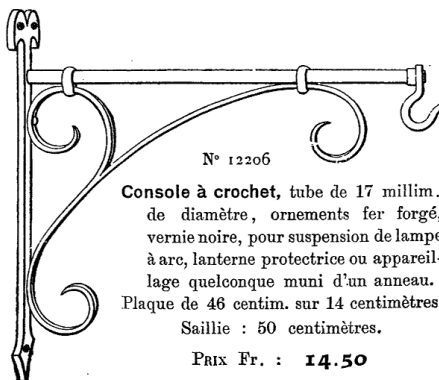 N° 12206
Console à crochet, tube de 17 millim.
de diamètre, ornements fer forgé,
vernie noire, pour suspension de lampe
à arc, lanterne protectrice ou appareil-
lage quelconque muni d'un anneau.
Plaque de 46 centim. sur 14 centimètres
Saillie : 50 centimètres.
PRIX Fr. : 14.50